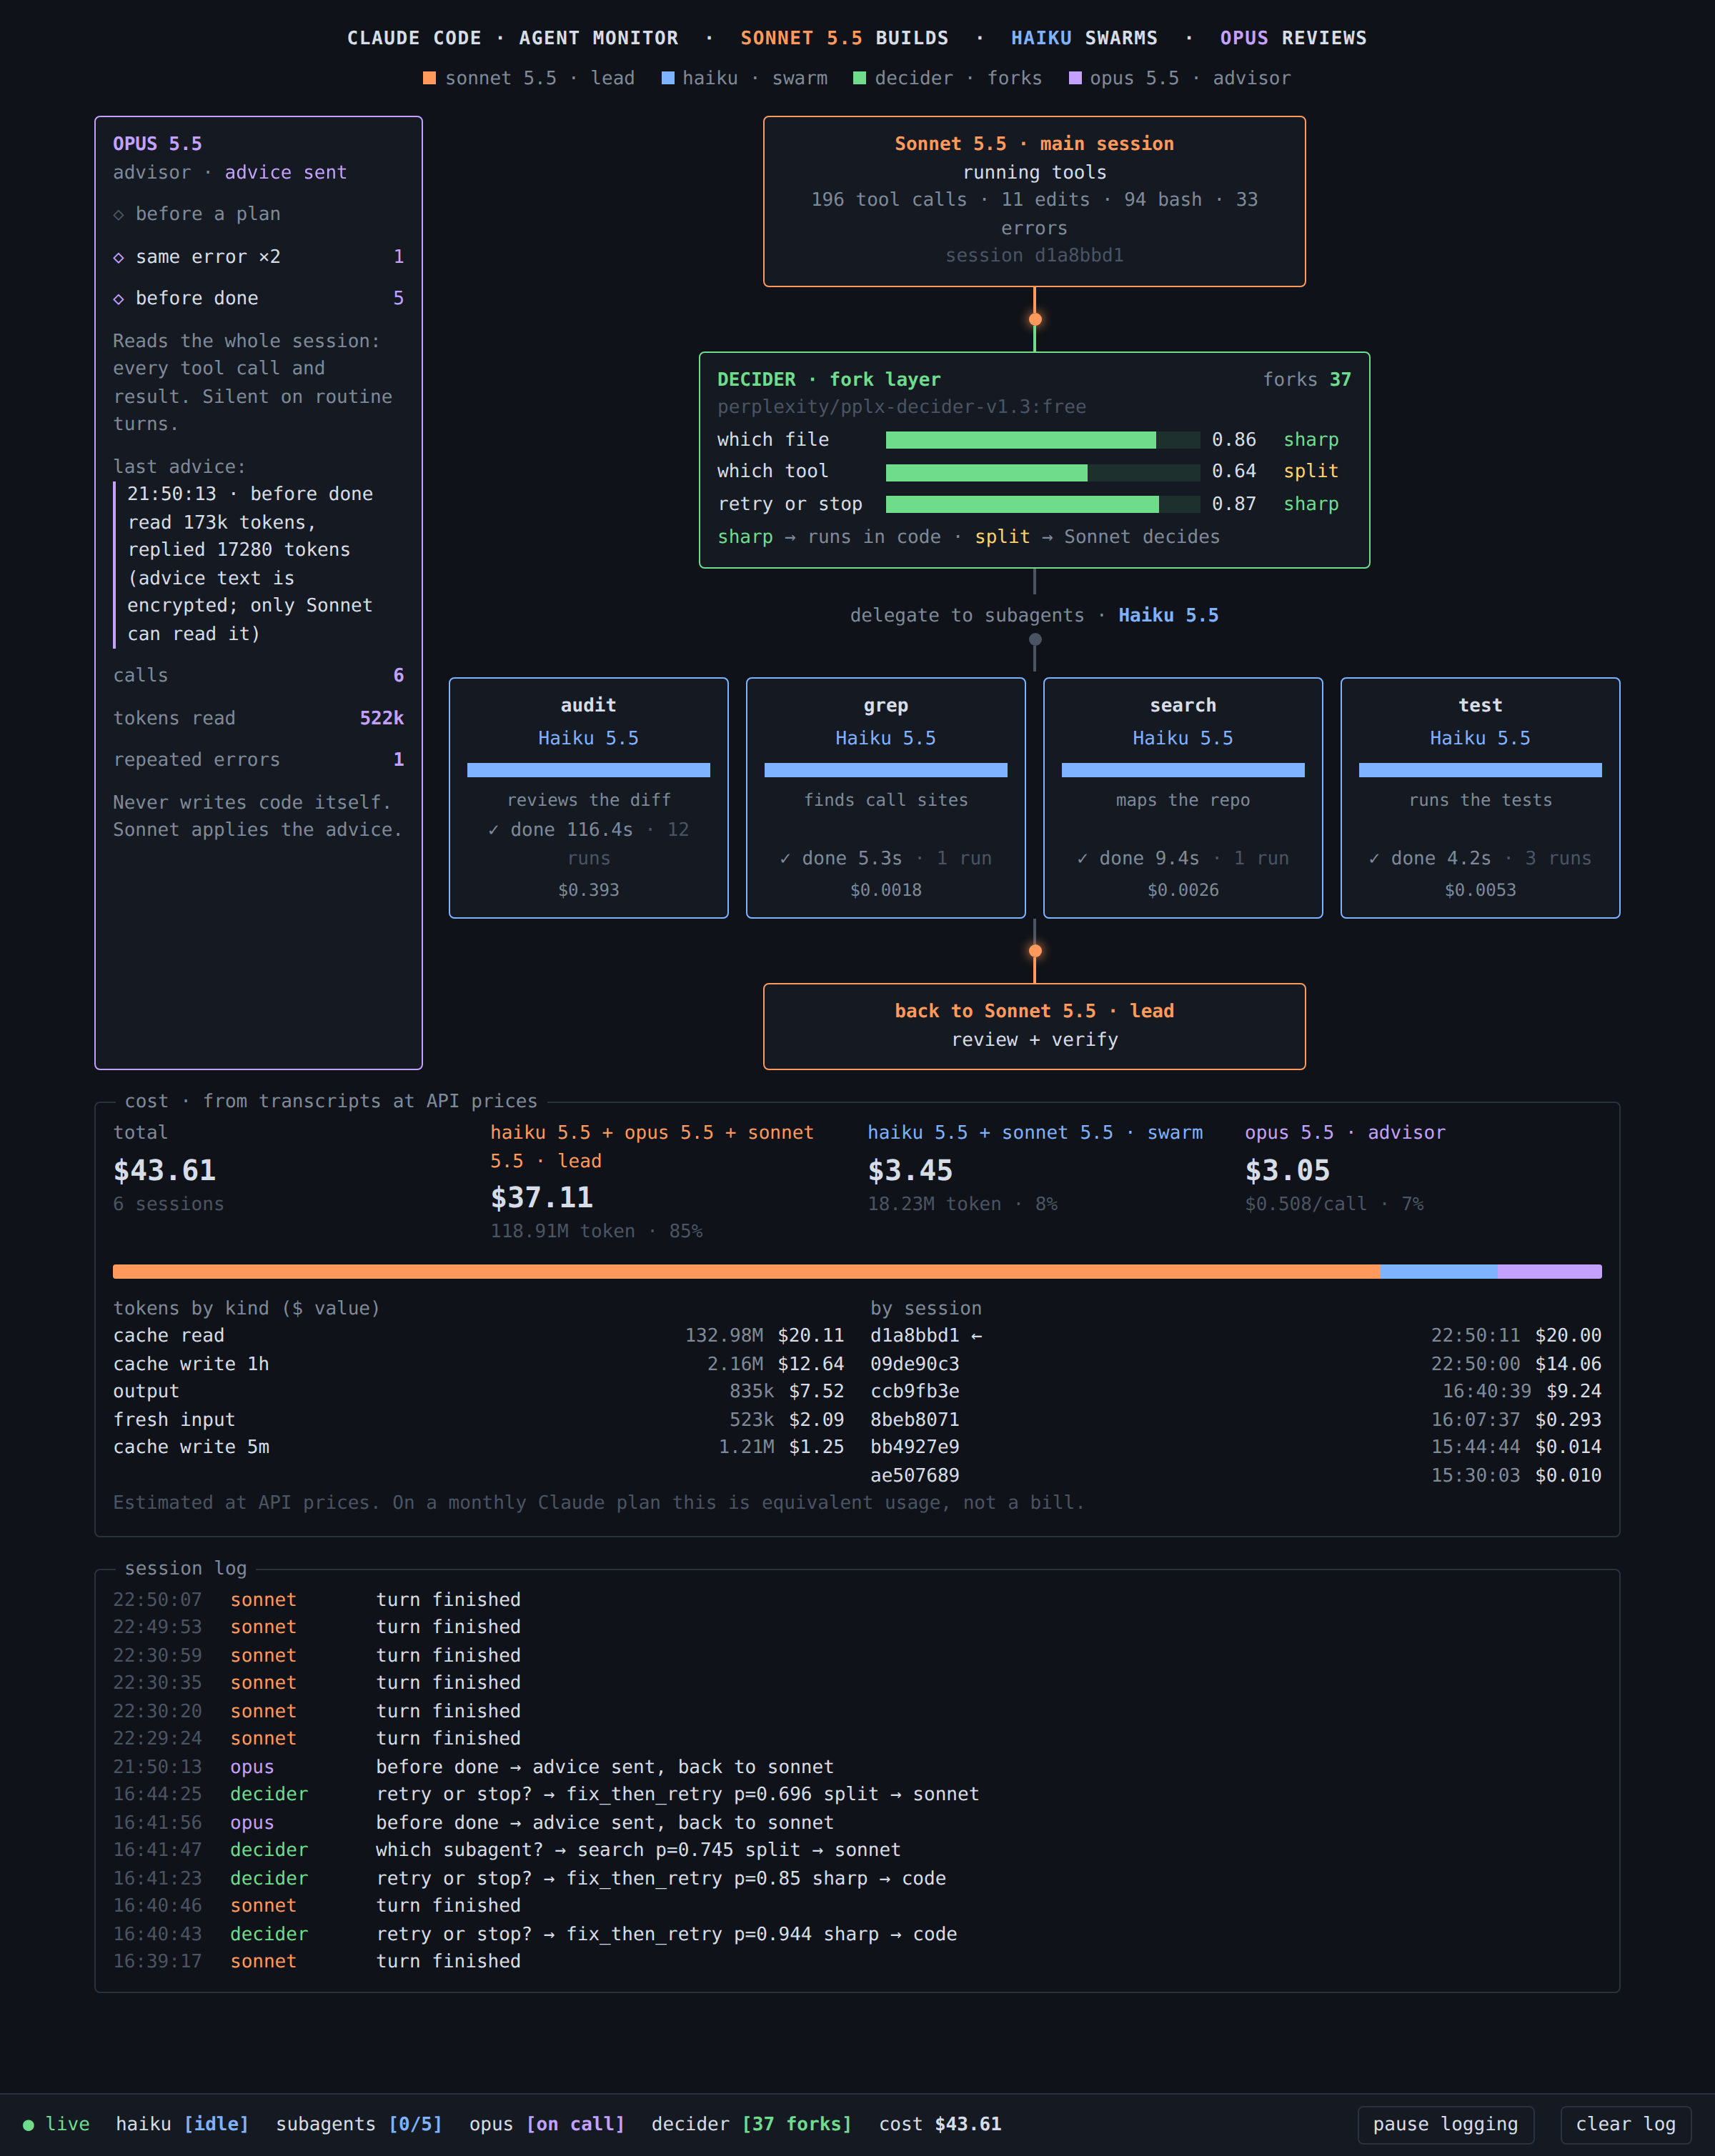 CLAUDE CODE · AGENT MONITOR · SONNET 5.5 BUILDS · HAIKU SWARMS · OPUS REVIEWS
sonnet 5.5 · lead haiku · swarm decider · forks opus 5.5 · advisor
OPUS 5.5
advisor · advice sent
◇ before a plan
◇ same error ×2 1
◇ before done 5
Reads the whole session:
every tool call and
result. Silent on routine
turns.
last advice:
21:50:13 · before done
read 173k tokens,
replied 17280 tokens
(advice text is
encrypted; only Sonnet
can read it)
calls 6
tokens read 522k
repeated errors 1
Never writes code itself.
Sonnet applies the advice.
Sonnet 5.5 · main session
running tools
196 tool calls · 11 edits · 94 bash · 33
errors
session d1a8bbd1
DECIDER · fork layer forks 37
perplexity/pplx-decider-v1.3:free
which file 0.86 sharp
which tool 0.64 split
retry or stop 0.87 sharp
sharp → runs in code · split → Sonnet decides
delegate to subagents · Haiku 5.5
audit
Haiku 5.5
reviews the diff
✓ done 116.4s · 12
runs
$0.393
grep
Haiku 5.5
finds call sites
✓ done 5.3s · 1 run
$0.0018
search
Haiku 5.5
maps the repo
✓ done 9.4s · 1 run
$0.0026
test
Haiku 5.5
runs the tests
✓ done 4.2s · 3 runs
$0.0053
back to Sonnet 5.5 · lead
review + verify
cost · from transcripts at API prices
total
$43.61
6 sessions
haiku 5.5 + opus 5.5 + sonnet
5.5 · lead
$37.11
118.91M token · 85%
haiku 5.5 + sonnet 5.5 · swarm
$3.45
18.23M token · 8%
opus 5.5 · advisor
$3.05
$0.508/call · 7%
tokens by kind ($ value)
cache read 132.98M $20.11
cache write 1h 2.16M $12.64
output 835k $7.52
fresh input 523k $2.09
cache write 5m 1.21M $1.25
by session
d1a8bbd1 ← 22:50:11 $20.00
09de90c3 22:50:00 $14.06
ccb9fb3e 16:40:39 $9.24
8beb8071 16:07:37 $0.293
bb4927e9 15:44:44 $0.014
ae507689 15:30:03 $0.010
Estimated at API prices. On a monthly Claude plan this is equivalent usage, not a bill.
session log
22:50:07 sonnet turn finished
22:49:53 sonnet turn finished
22:30:59 sonnet turn finished
22:30:35 sonnet turn finished
22:30:20 sonnet turn finished
22:29:24 sonnet turn finished
21:50:13 opus before done → advice sent, back to sonnet
16:44:25 decider retry or stop? → fix_then_retry p=0.696 split → sonnet
16:41:56 opus before done → advice sent, back to sonnet
16:41:47 decider which subagent? → search p=0.745 split → sonnet
16:41:23 decider retry or stop? → fix_then_retry p=0.85 sharp → code
16:40:46 sonnet turn finished
16:40:43 decider retry or stop? → fix_then_retry p=0.944 sharp → code
16:39:17 sonnet turn finished
● live haiku [idle] subagents [0/5] opus [on call] decider [37 forks] cost $43.61 pause logging clear log